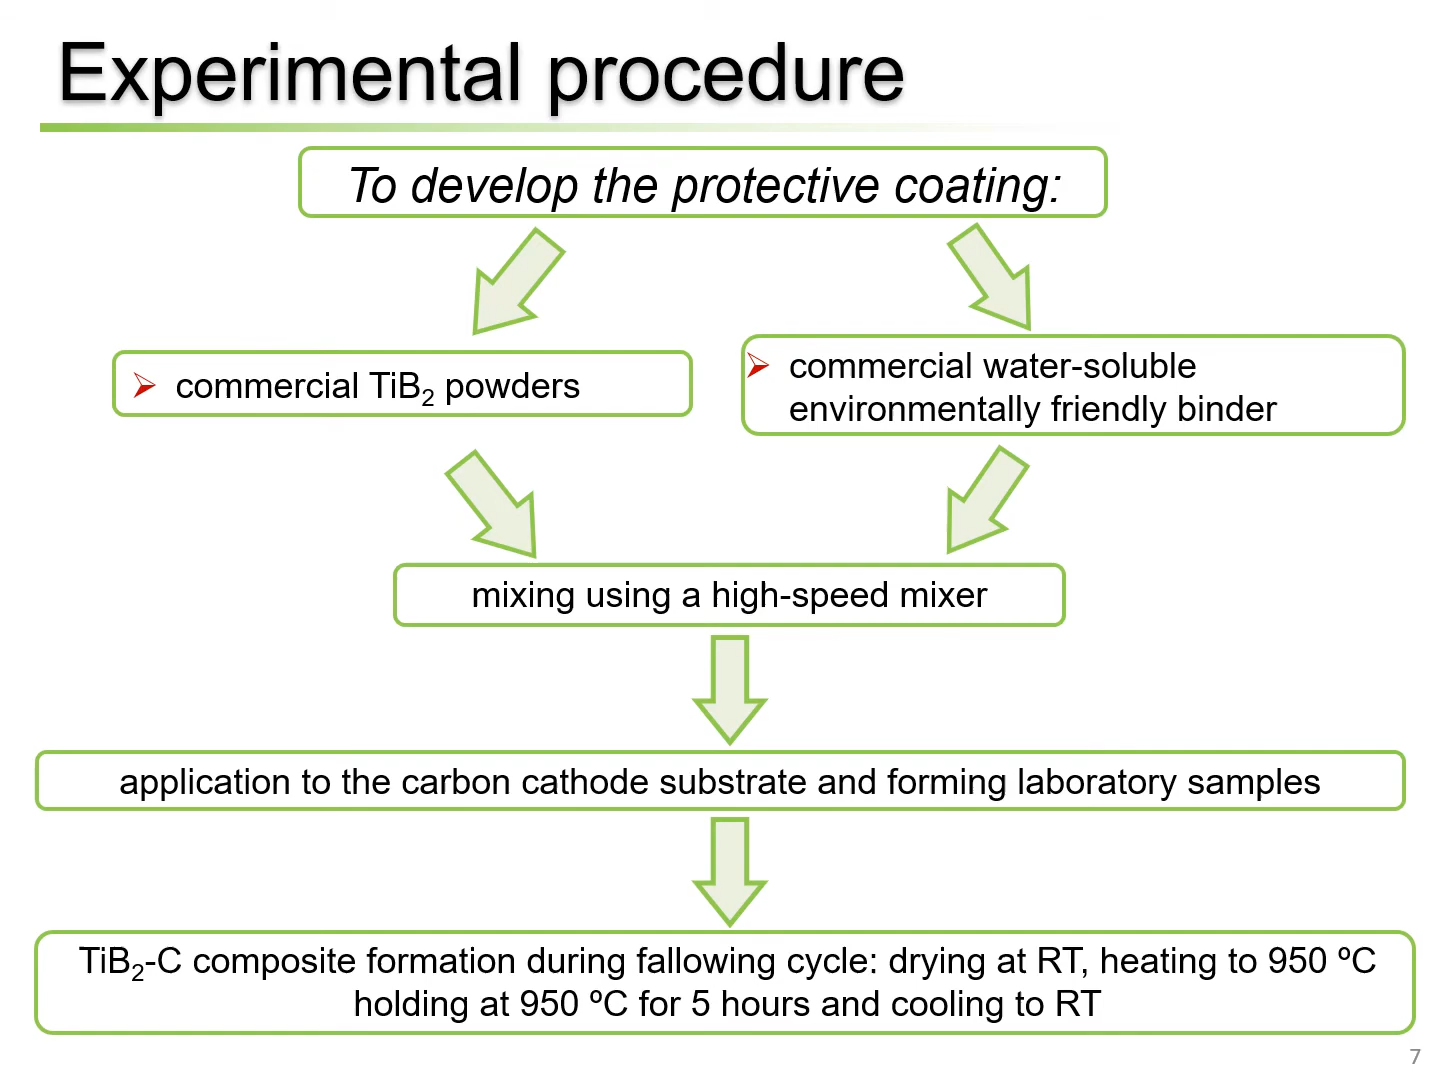 Experimental procedure
To develop the protective coating:
commercial TiB₂ powders
commercial water-soluble
environmentally friendly binder
mixing using a high-speed mixer
application to the carbon cathode substrate and forming laboratory samples
TiB₂-C composite formation during fallowing cycle: drying at RT, heating to 950 ºC
holding at 950 ºC for 5 hours and cooling to RT
7